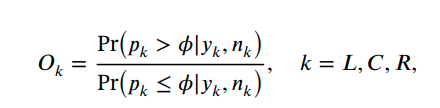 O_k = Pr(p_k > ϕ|y_k, n_k) / Pr(p_k ≤ ϕ|y_k, n_k), k = L, C, R,